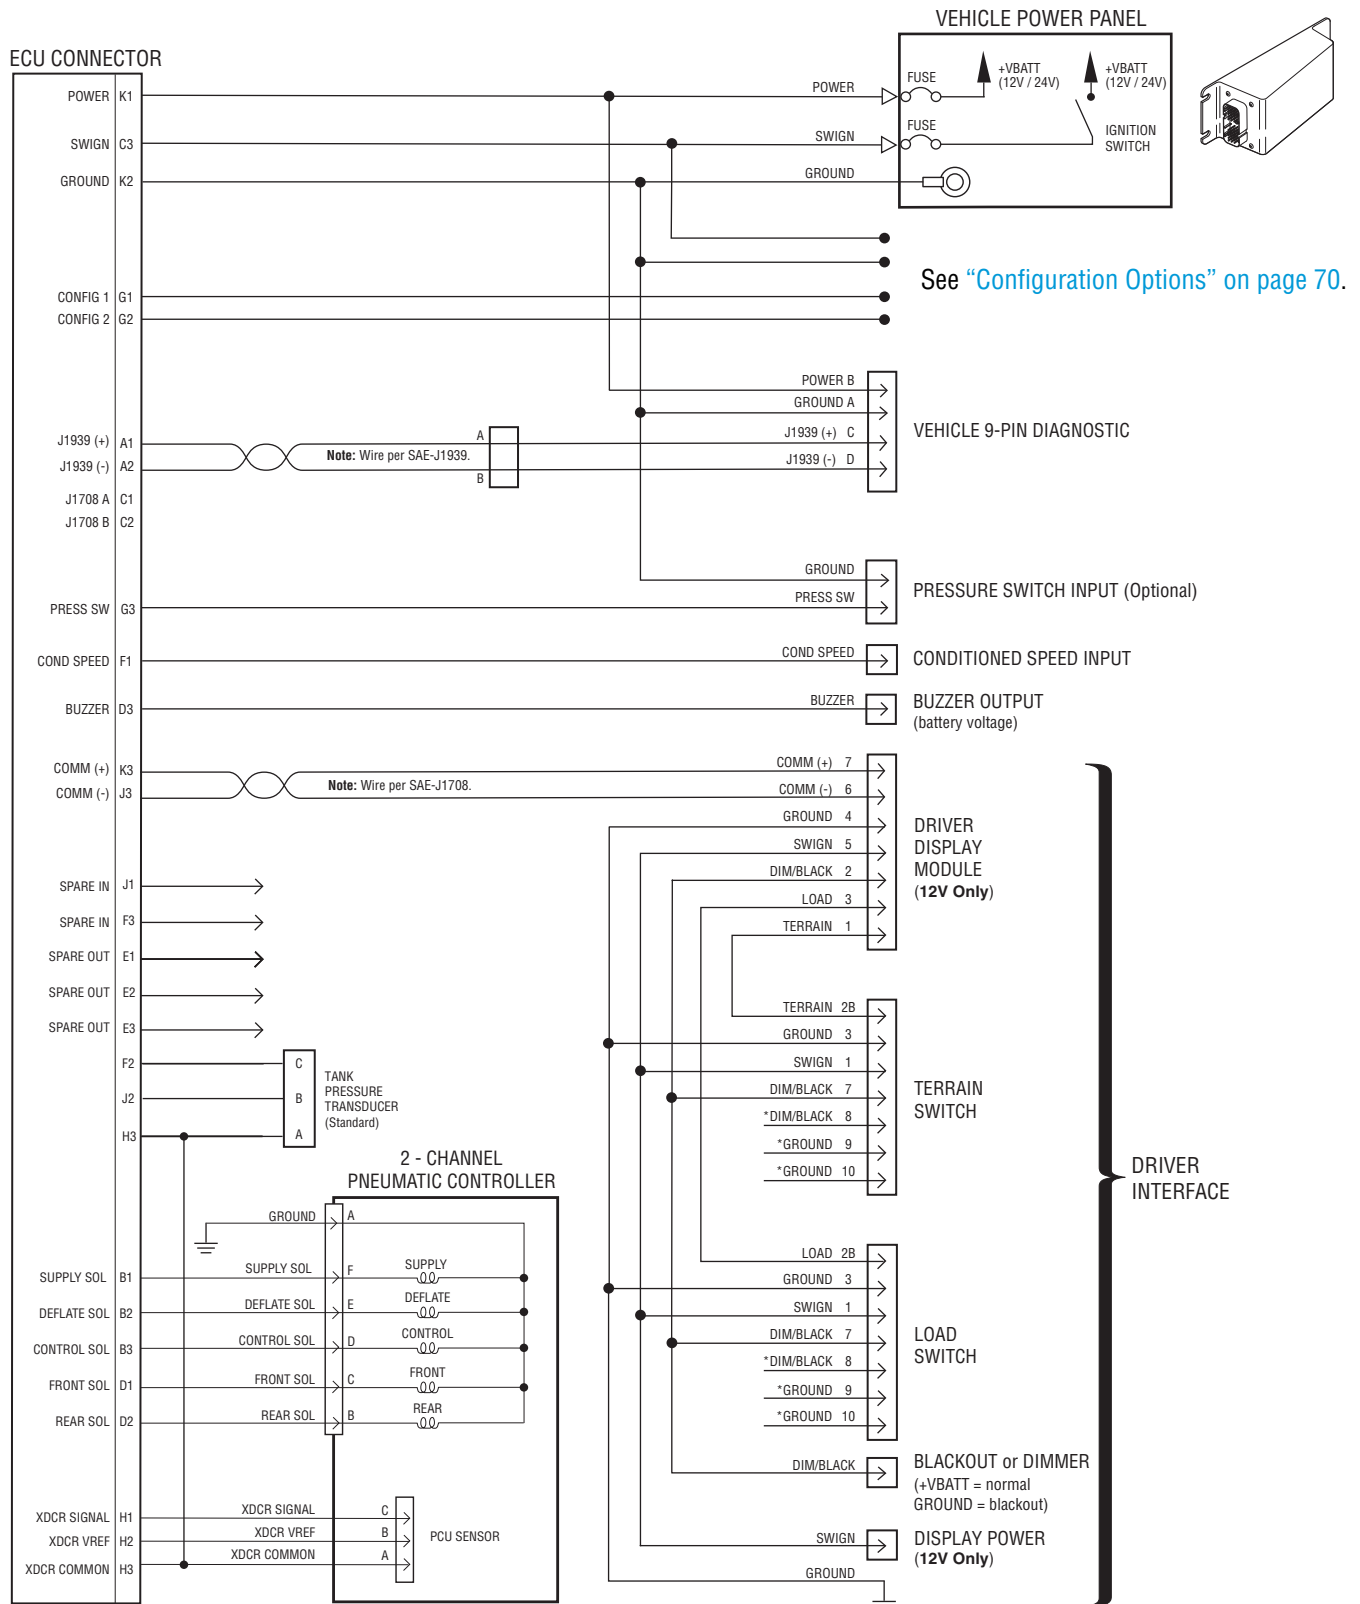 VEHICLE POWER PANEL
ECU CONNECTOR
POWER K1
POWER
FUSE
+VBATT
(12V / 24V)
+VBATT
(12V / 24V)
SWIGN C3
SWIGN
FUSE
IGNITION
SWITCH
GROUND K2
GROUND
See “Configuration Options” on page 70.
CONFIG 1 G1
CONFIG 2 G2
POWER B
GROUND A
J1939 (+) C
J1939 (-) D
VEHICLE 9-PIN DIAGNOSTIC
J1939 (+) A1
J1939 (-) A2
Note: Wire per SAE-J1939.
A
B
J1708 A C1
J1708 B C2
GROUND
PRESS SW
PRESSURE SWITCH INPUT (Optional)
PRESS SW G3
COND SPEED F1
COND SPEED
CONDITIONED SPEED INPUT
BUZZER D3
BUZZER
BUZZER OUTPUT
(battery voltage)
COMM (+) K3
COMM (-) J3
Note: Wire per SAE-J1708.
COMM (+) 7
COMM (-) 6
GROUND 4
SWIGN 5
DIM/BLACK 2
LOAD 3
TERRAIN 1
DRIVER
DISPLAY
MODULE
(12V Only)
SPARE IN J1
SPARE IN F3
SPARE OUT E1
SPARE OUT E2
SPARE OUT E3
F2
J2
H3
C
B
A
TANK
PRESSURE
TRANSDUCER
(Standard)
TERRAIN 2B
GROUND 3
SWIGN 1
DIM/BLACK 7
*DIM/BLACK 8
*GROUND 9
*GROUND 10
TERRAIN
SWITCH
DRIVER
INTERFACE
2 - CHANNEL
PNEUMATIC CONTROLLER
GROUND A
SUPPLY SOL B1
SUPPLY SOL F
SUPPLY
DEFLATE SOL B2
DEFLATE SOL E
DEFLATE
CONTROL SOL B3
CONTROL SOL D
CONTROL
FRONT SOL D1
FRONT SOL C
FRONT
REAR SOL D2
REAR SOL B
REAR
LOAD 2B
GROUND 3
SWIGN 1
DIM/BLACK 7
*DIM/BLACK 8
*GROUND 9
*GROUND 10
LOAD
SWITCH
DIM/BLACK
BLACKOUT or DIMMER
(+VBATT = normal
GROUND = blackout)
XDCR SIGNAL H1
XDCR VREF H2
XDCR COMMON H3
XDCR SIGNAL C
XDCR VREF B
XDCR COMMON A
PCU SENSOR
SWIGN
DISPLAY POWER
(12V Only)
GROUND